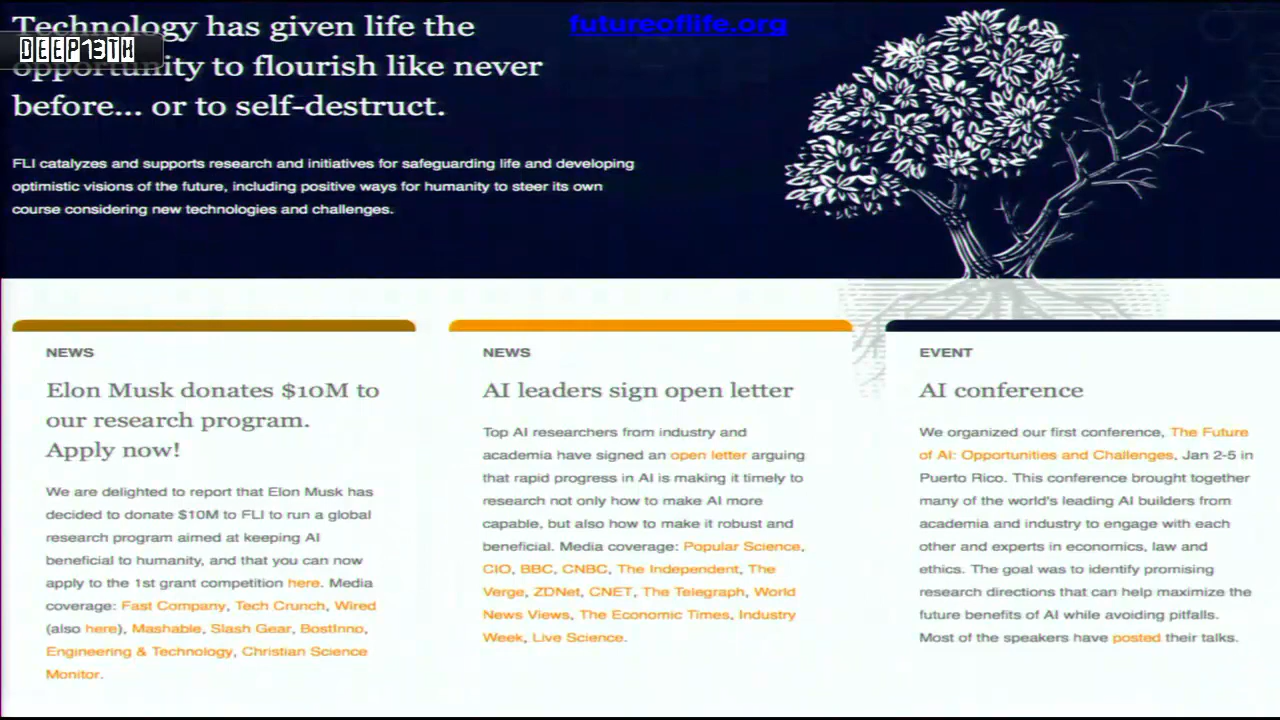 Technology has given life the
futureoflife.org
DEEP13TH
opportunity to flourish like never
before... or to self-destruct.
FLI catalyzes and supports research and initiatives for safeguarding life and developing
optimistic visions of the future, including positive ways for humanity to steer its own
course considering new technologies and challenges.
NEWS
Elon Musk donates $10M to
our research program.
Apply now!
We are delighted to report that Elon Musk has
decided to donate $10M to FLI to run a global
research program aimed at keeping AI
beneficial to humanity, and that you can now
apply to the 1st grant competition here. Media
coverage: Fast Company, Tech Crunch, Wired
(also here), Mashable, Slash Gear, BostInno,
Engineering & Technology, Christian Science
Monitor.
NEWS
AI leaders sign open letter
Top AI researchers from industry and
academia have signed an open letter arguing
that rapid progress in AI is making it timely to
research not only how to make AI more
capable, but also how to make it robust and
beneficial. Media coverage: Popular Science,
CIO, BBC, CNBC, The Independent, The
Verge, ZDNet, CNET, The Telegraph, World
News Views, The Economic Times, Industry
Week, Live Science.
EVENT
AI conference
We organized our first conference, The Future
of AI: Opportunities and Challenges, Jan 2-5 in
Puerto Rico. This conference brought together
many of the world's leading AI builders from
academia and industry to engage with each
other and experts in economics, law and
ethics. The goal was to identify promising
research directions that can help maximize the
future benefits of AI while avoiding pitfalls.
Most of the speakers have posted their talks.